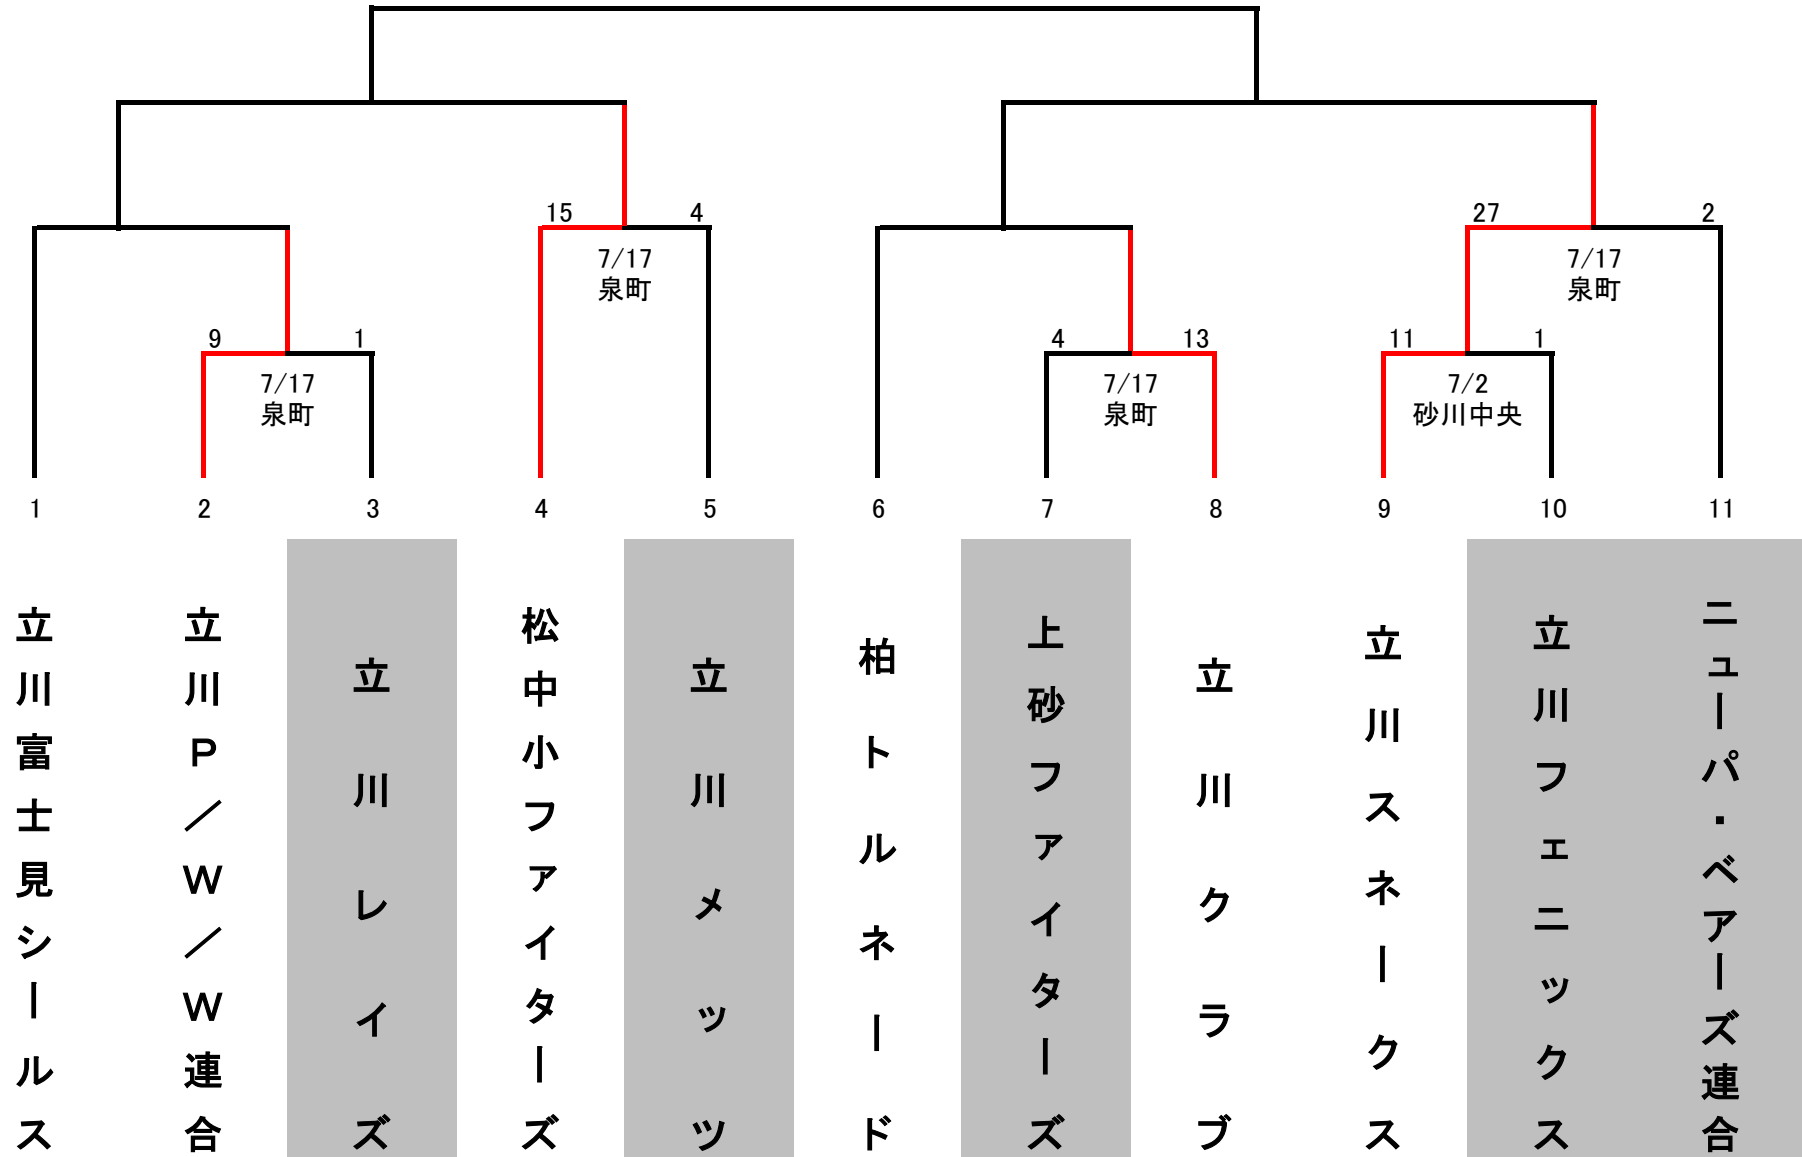 15 4 27 2
7/17 7/17
泉町 泉町
9 1 4 13 11 1
7/17 7/17 7/2
泉町 泉町 砂川中央
1 2 3 4 5 6 7 8 9 10 11
立川富士見シールス
立川P/W/W連合
立川レイズ
松中小ファイターズ
立川メッツ
柏トルネード
上砂ファイターズ
立川クラブ
立川スネークス
立川フェニックス
ニューパ・ベアーズ連合